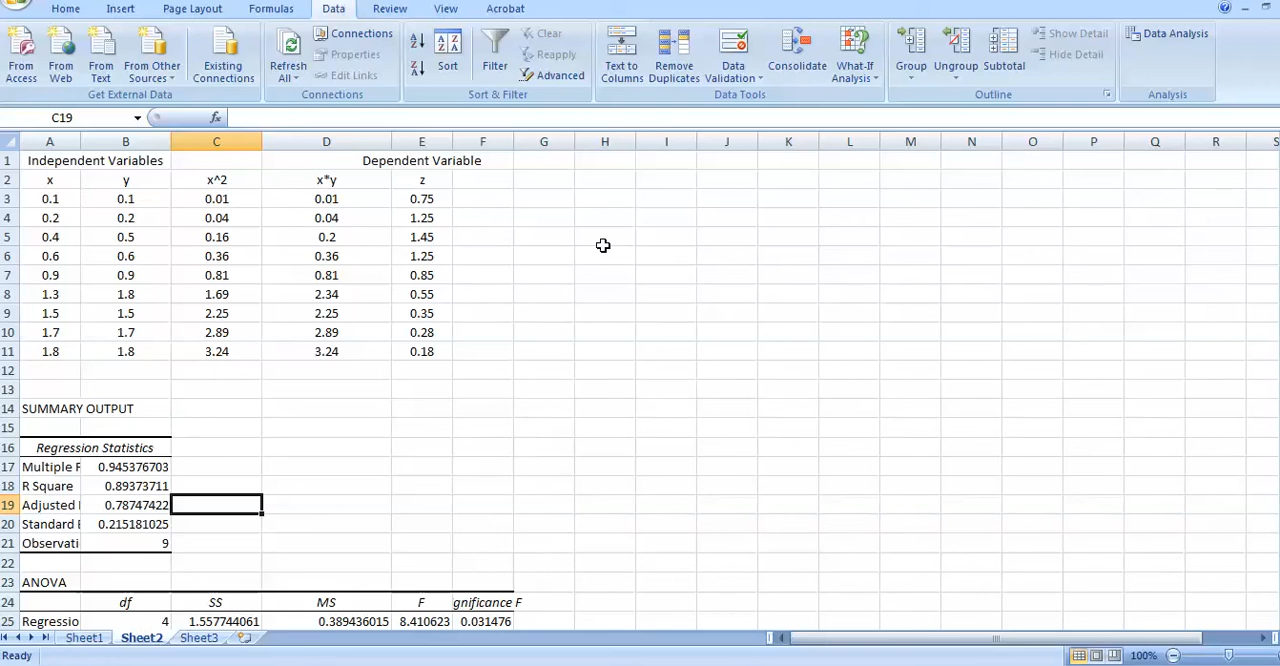 Home Insert Page Layout Formulas Data Review View Acrobat
From Access From Web From Text From Other Sources Existing Connections Refresh All Connections Properties Edit Links Sort Filter Clear Reapply Advanced Text to Columns Remove Duplicates Data Validation Consolidate What-If Analysis Group Ungroup Subtotal Show Detail Hide Detail Data Analysis
Get External Data Connections Sort & Filter Data Tools Outline Analysis
C19 fx
A B C D E F G H I J K L M N O P Q R S
1 Independent Variables Dependent Variable
2 x y x^2 x*y z
3 0.1 0.1 0.01 0.01 0.75
4 0.2 0.2 0.04 0.04 1.25
5 0.4 0.5 0.16 0.2 1.45
6 0.6 0.6 0.36 0.36 1.25
7 0.9 0.9 0.81 0.81 0.85
8 1.3 1.8 1.69 2.34 0.55
9 1.5 1.5 2.25 2.25 0.35
10 1.7 1.7 2.89 2.89 0.28
11 1.8 1.8 3.24 3.24 0.18
12
13
14 SUMMARY OUTPUT
15
16 Regression Statistics
17 Multiple R 0.945376703
18 R Square 0.89373711
19 Adjusted 0.78747422
20 Standard 0.215181025
21 Observati 9
22
23 ANOVA
24 df SS MS F gnificance F
25 Regressio 4 1.557744061 0.389436015 8.410623 0.031476
Sheet1 Sheet2 Sheet3
Ready 100%